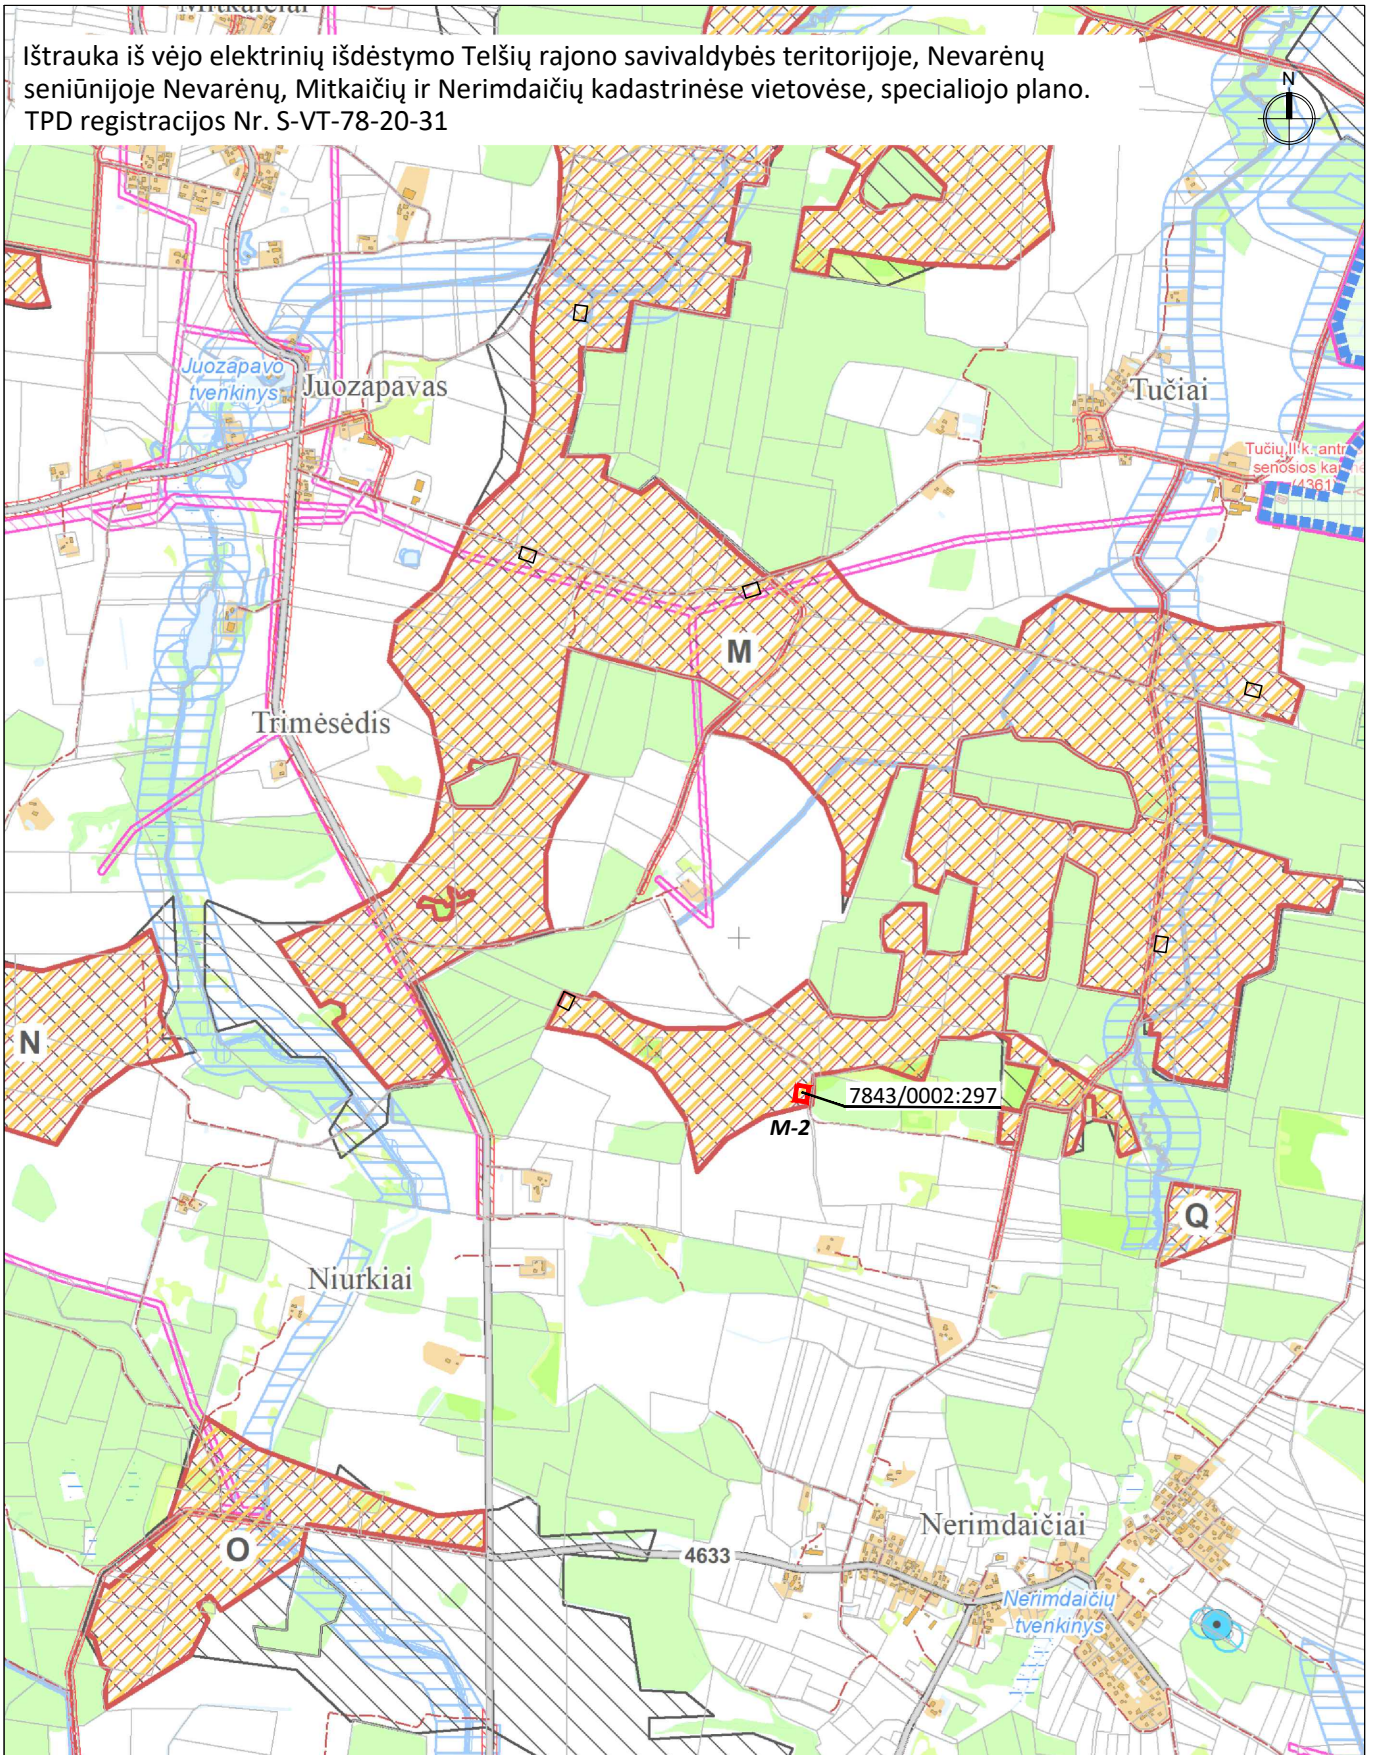 Mitkaičiai
Ištrauka iš vėjo elektrinių išdėstymo Telšių rajono savivaldybės teritorijoje, Nevarėnų
seniūnijoje Nevarėnų, Mitkaičių ir Nerimdaičių kadastrinėse vietovėse, specialiojo plano.
TPD registracijos Nr. S-VT-78-20-31
N
Juozapavo
tvenkinys
Juozapavas
Tučiai
Tučių II k. antr
senosios
(4361)
M
Trimėsėdis
N
7843/0002:297
M-2
Q
Niurkiai
Nerimdaičiai
O
4633
Nerimdaičių
tvenkinys